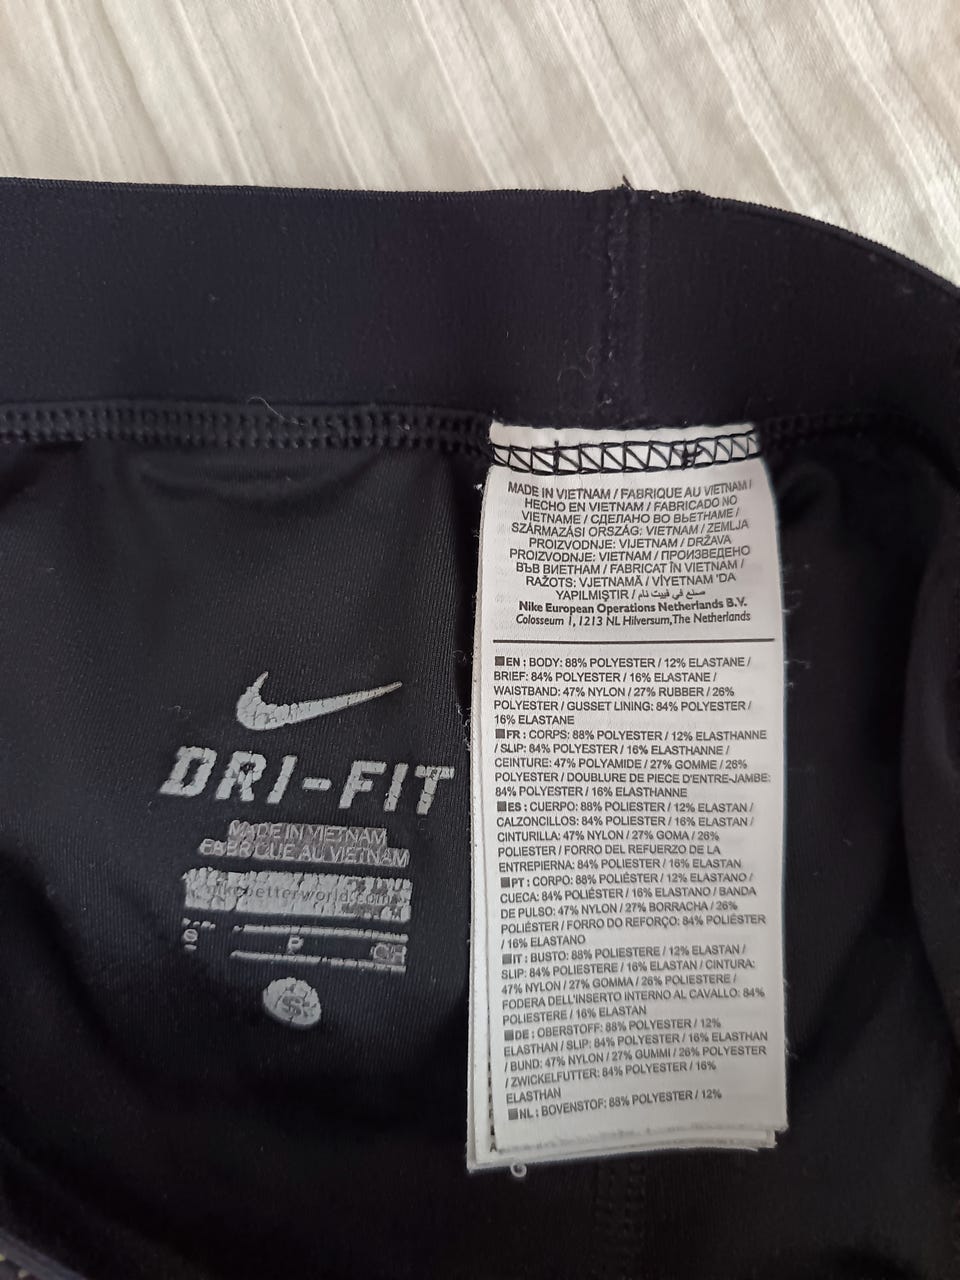 DRI-FIT
MADE IN VIETNAM
FABRIQUE AU VIETNAM
nikebetterworld.com
S
P
CH
S
MADE IN VIETNAM / FABRIQUE AU VIETNAM /
HECHO EN VIETNAM / FABRICADO NO
VIETNAME / СДЕЛАНО ВО ВЬЕТНАМЕ /
SZÁRMAZÁSI ORSZÁG: VIETNAM / ZEMLJA
PROIZVODNJE: VIJETNAM / DRŽAVA
PROIZVODNJE: VIETNAM / ПРОИЗВЕДЕНО
ВЪВ ВИЕТНАМ / FABRICAT ÎN VIETNAM /
RAŽOTS: VJETNAMĀ / VİYETNAM 'DA
YAPILMIŞTIR / صنع في فييت نام
Nike European Operations Netherlands B.V.
Colosseum 1, 1213 NL Hilversum, The Netherlands
EN : BODY: 88% POLYESTER / 12% ELASTANE /
BRIEF: 84% POLYESTER / 16% ELASTANE /
WAISTBAND: 47% NYLON / 27% RUBBER / 26%
POLYESTER / GUSSET LINING: 84% POLYESTER /
16% ELASTANE
FR : CORPS: 88% POLYESTER / 12% ELASTHANNE
/ SLIP: 84% POLYESTER / 16% ELASTHANNE /
CEINTURE: 47% POLYAMIDE / 27% GOMME / 26%
POLYESTER / DOUBLURE DE PIECE D'ENTRE-JAMBE:
84% POLYESTER / 16% ELASTHANNE
ES : CUERPO: 88% POLIESTER / 12% ELASTAN /
CALZONCILLOS: 84% POLIESTER / 16% ELASTAN /
CINTURILLA: 47% NYLON / 27% GOMA / 26%
POLIESTER / FORRO DEL REFUERZO DE LA
ENTREPIERNA: 84% POLIESTER / 16% ELASTAN
PT : CORPO: 88% POLIÉSTER / 12% ELASTANO /
CUECA: 84% POLIÉSTER / 16% ELASTANO / BANDA
DE PULSO: 47% NYLON / 27% BORRACHA / 26%
POLIÉSTER / FORRO DO REFORÇO: 84% POLIÉSTER
/ 16% ELASTANO
IT : BUSTO: 88% POLIESTERE / 12% ELASTAN /
SLIP: 84% POLIESTERE / 16% ELASTAN / CINTURA:
47% NYLON / 27% GOMMA / 26% POLIESTERE /
FODERA DELL'INSERTO INTERNO AL CAVALLO: 84%
POLIESTERE / 16% ELASTAN
DE : OBERSTOFF: 88% POLYESTER / 12%
ELASTHAN / SLIP: 84% POLYESTER / 16% ELASTHAN
/ BUND: 47% NYLON / 27% GUMMI / 26% POLYESTER
/ ZWICKELFUTTER: 84% POLYESTER / 16%
ELASTHAN
NL : BOVENSTOF: 88% POLYESTER / 12%